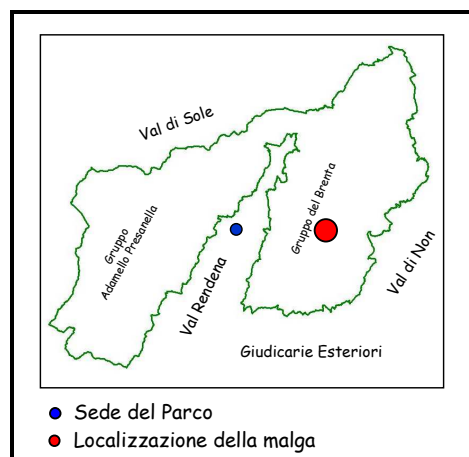 Val di Sole
Gruppo del Brenta
Gruppo
Adamello Presanella
Val Rendena
Val di Non
Giudicarie Esteriori
Sede del Parco
Localizzazione della malga